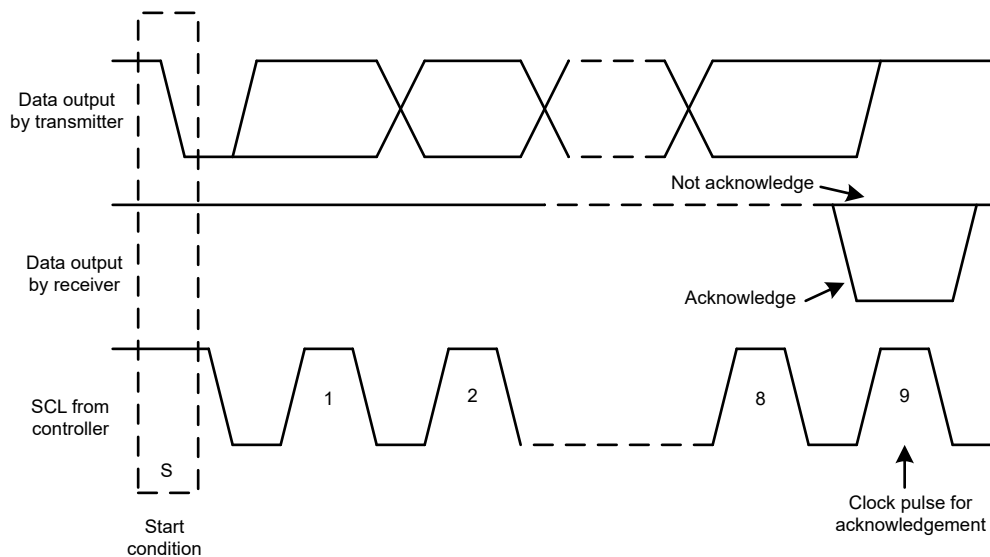 Data output
by transmitter
Not acknowledge
Data output
by receiver
Acknowledge
SCL from
controller
1
2
8
9
S
Start
condition
Clock pulse for
acknowledgement